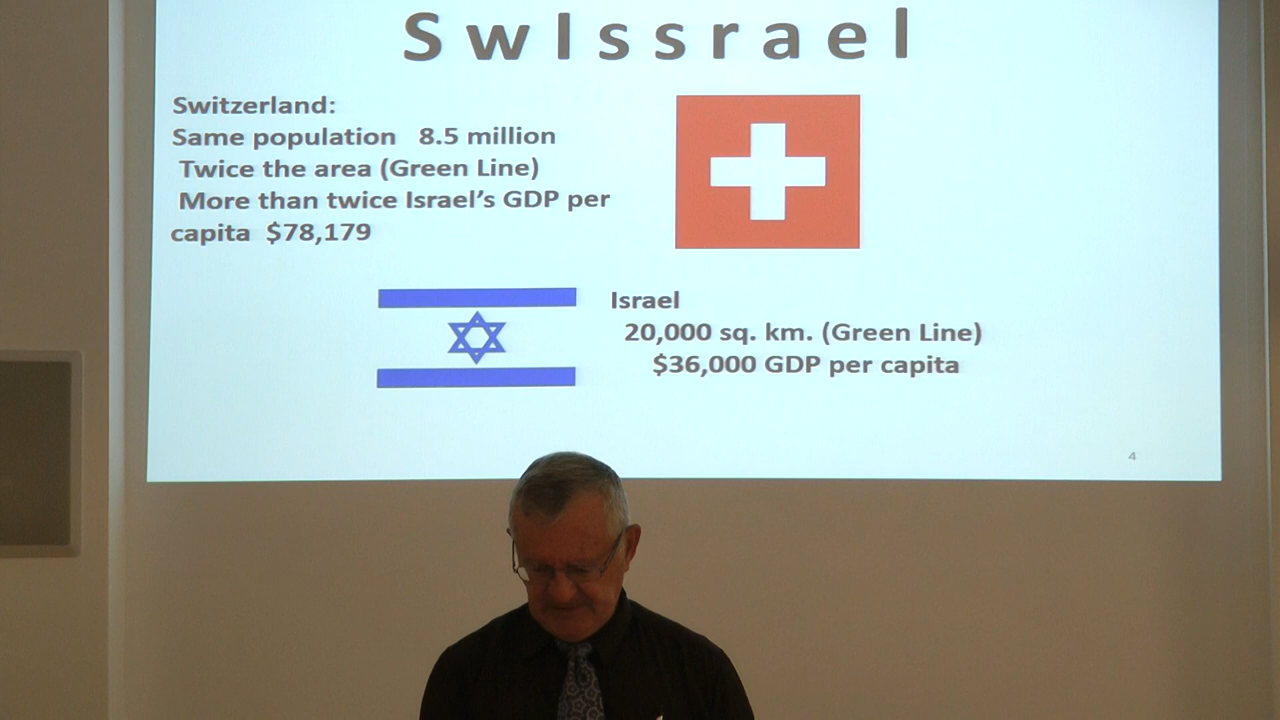 SwIssrael
Switzerland:
Same population 8.5 million
Twice the area (Green Line)
More than twice Israel's GDP per
capita $78,179
Israel
20,000 sq. km. (Green Line)
$36,000 GDP per capita
4